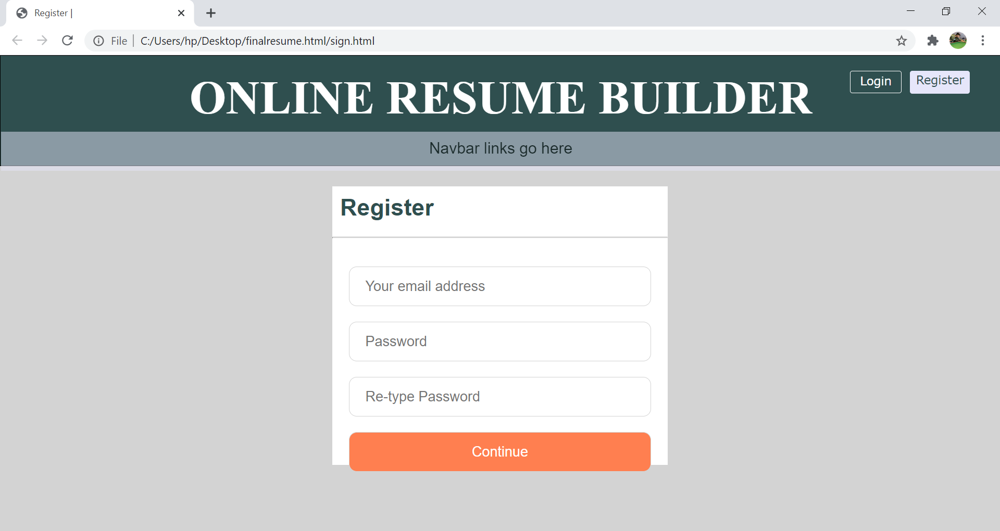 Register |
File | C:/Users/hp/Desktop/finalresume.html/sign.html
ONLINE RESUME BUILDER
Login
Register
Navbar links go here
Register
Your email address
Password
Re-type Password
Continue